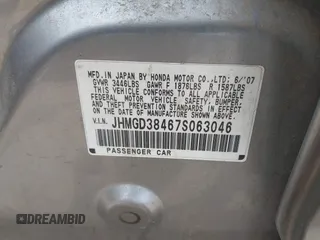 MFD. IN JAPAN BY HONDA MOTOR CO.,LTD: 6/'07
GVWR 3446LBS GAWR F 1876LBS R 1587LBS
THIS VEHICLE CONFORMS TO ALL APPLICABLE
FEDERAL MOTOR VEHICLE SAFETY, BUMPER,
AND THEFT PREVENTION STANDARDS IN EFFECT
ON THE DATE OF MANUFACTURE SHOWN ABOVE.
V.I.N. JHMGD38467S063046
PASSENGER CAR
DREAMBID